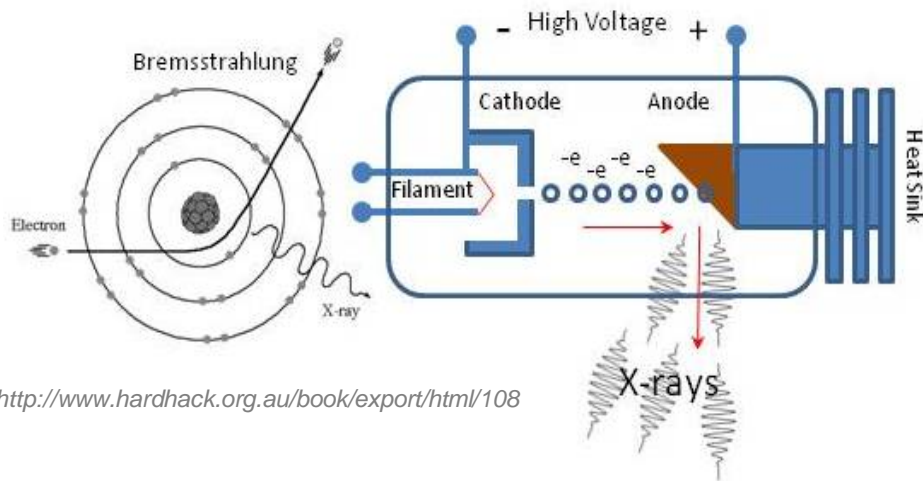 Bremsstrahlung
Electron
X-ray
- High Voltage +
Cathode
Anode
Filament
-e -e -e -e
Heat Sink
X-rays
http://www.hardhack.org.au/book/export/html/108